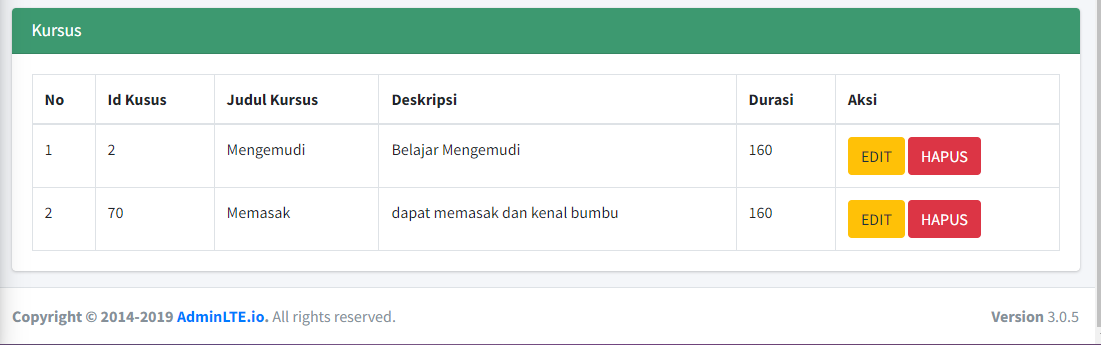 Kursus
No Id Kusus Judul Kursus Deskripsi Durasi Aksi
1 2 Mengemudi Belajar Mengemudi 160 EDIT HAPUS
2 70 Memasak dapat memasak dan kenal bumbu 160 EDIT HAPUS
Copyright © 2014-2019 AdminLTE.io. All rights reserved. Version 3.0.5